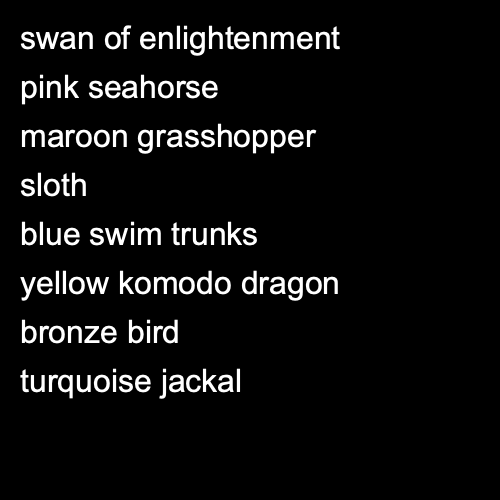 swan of enlightenment
pink seahorse
maroon grasshopper
sloth
blue swim trunks
yellow komodo dragon
bronze bird
turquoise jackal